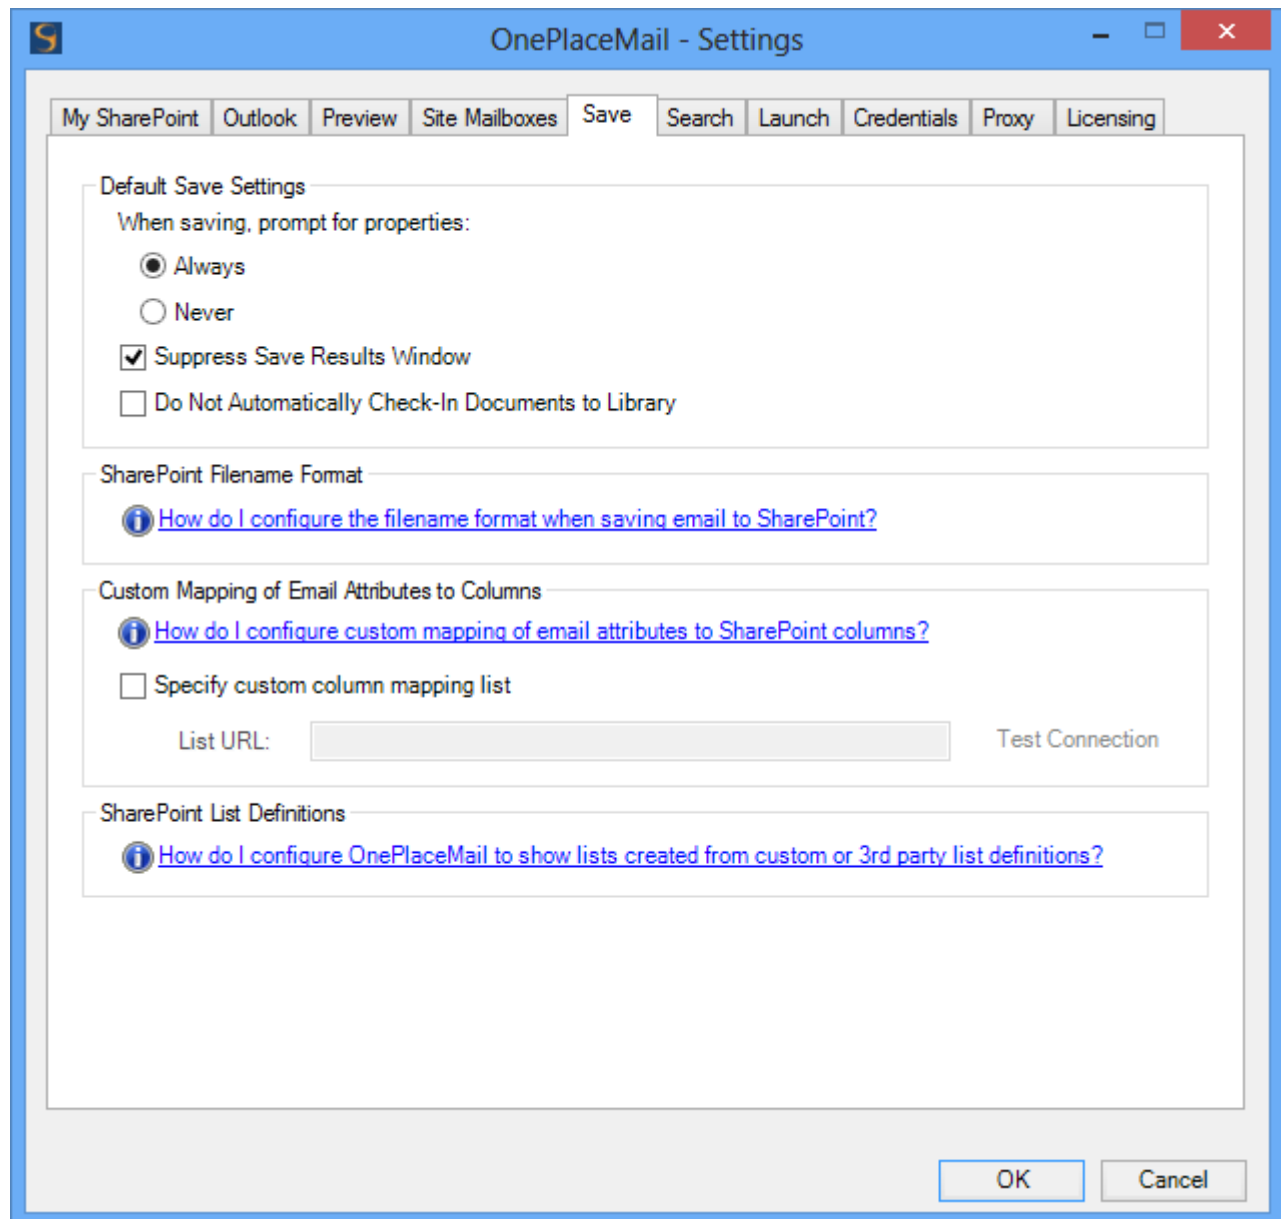 OnePlaceMail - Settings
My SharePoint Outlook Preview Site Mailboxes Save Search Launch Credentials Proxy Licensing
Default Save Settings
When saving, prompt for properties:
Always
Never
Suppress Save Results Window
Do Not Automatically Check-In Documents to Library
SharePoint Filename Format
How do I configure the filename format when saving email to SharePoint?
Custom Mapping of Email Attributes to Columns
How do I configure custom mapping of email attributes to SharePoint columns?
Specify custom column mapping list
List URL: Test Connection
SharePoint List Definitions
How do I configure OnePlaceMail to show lists created from custom or 3rd party list definitions?
OK Cancel